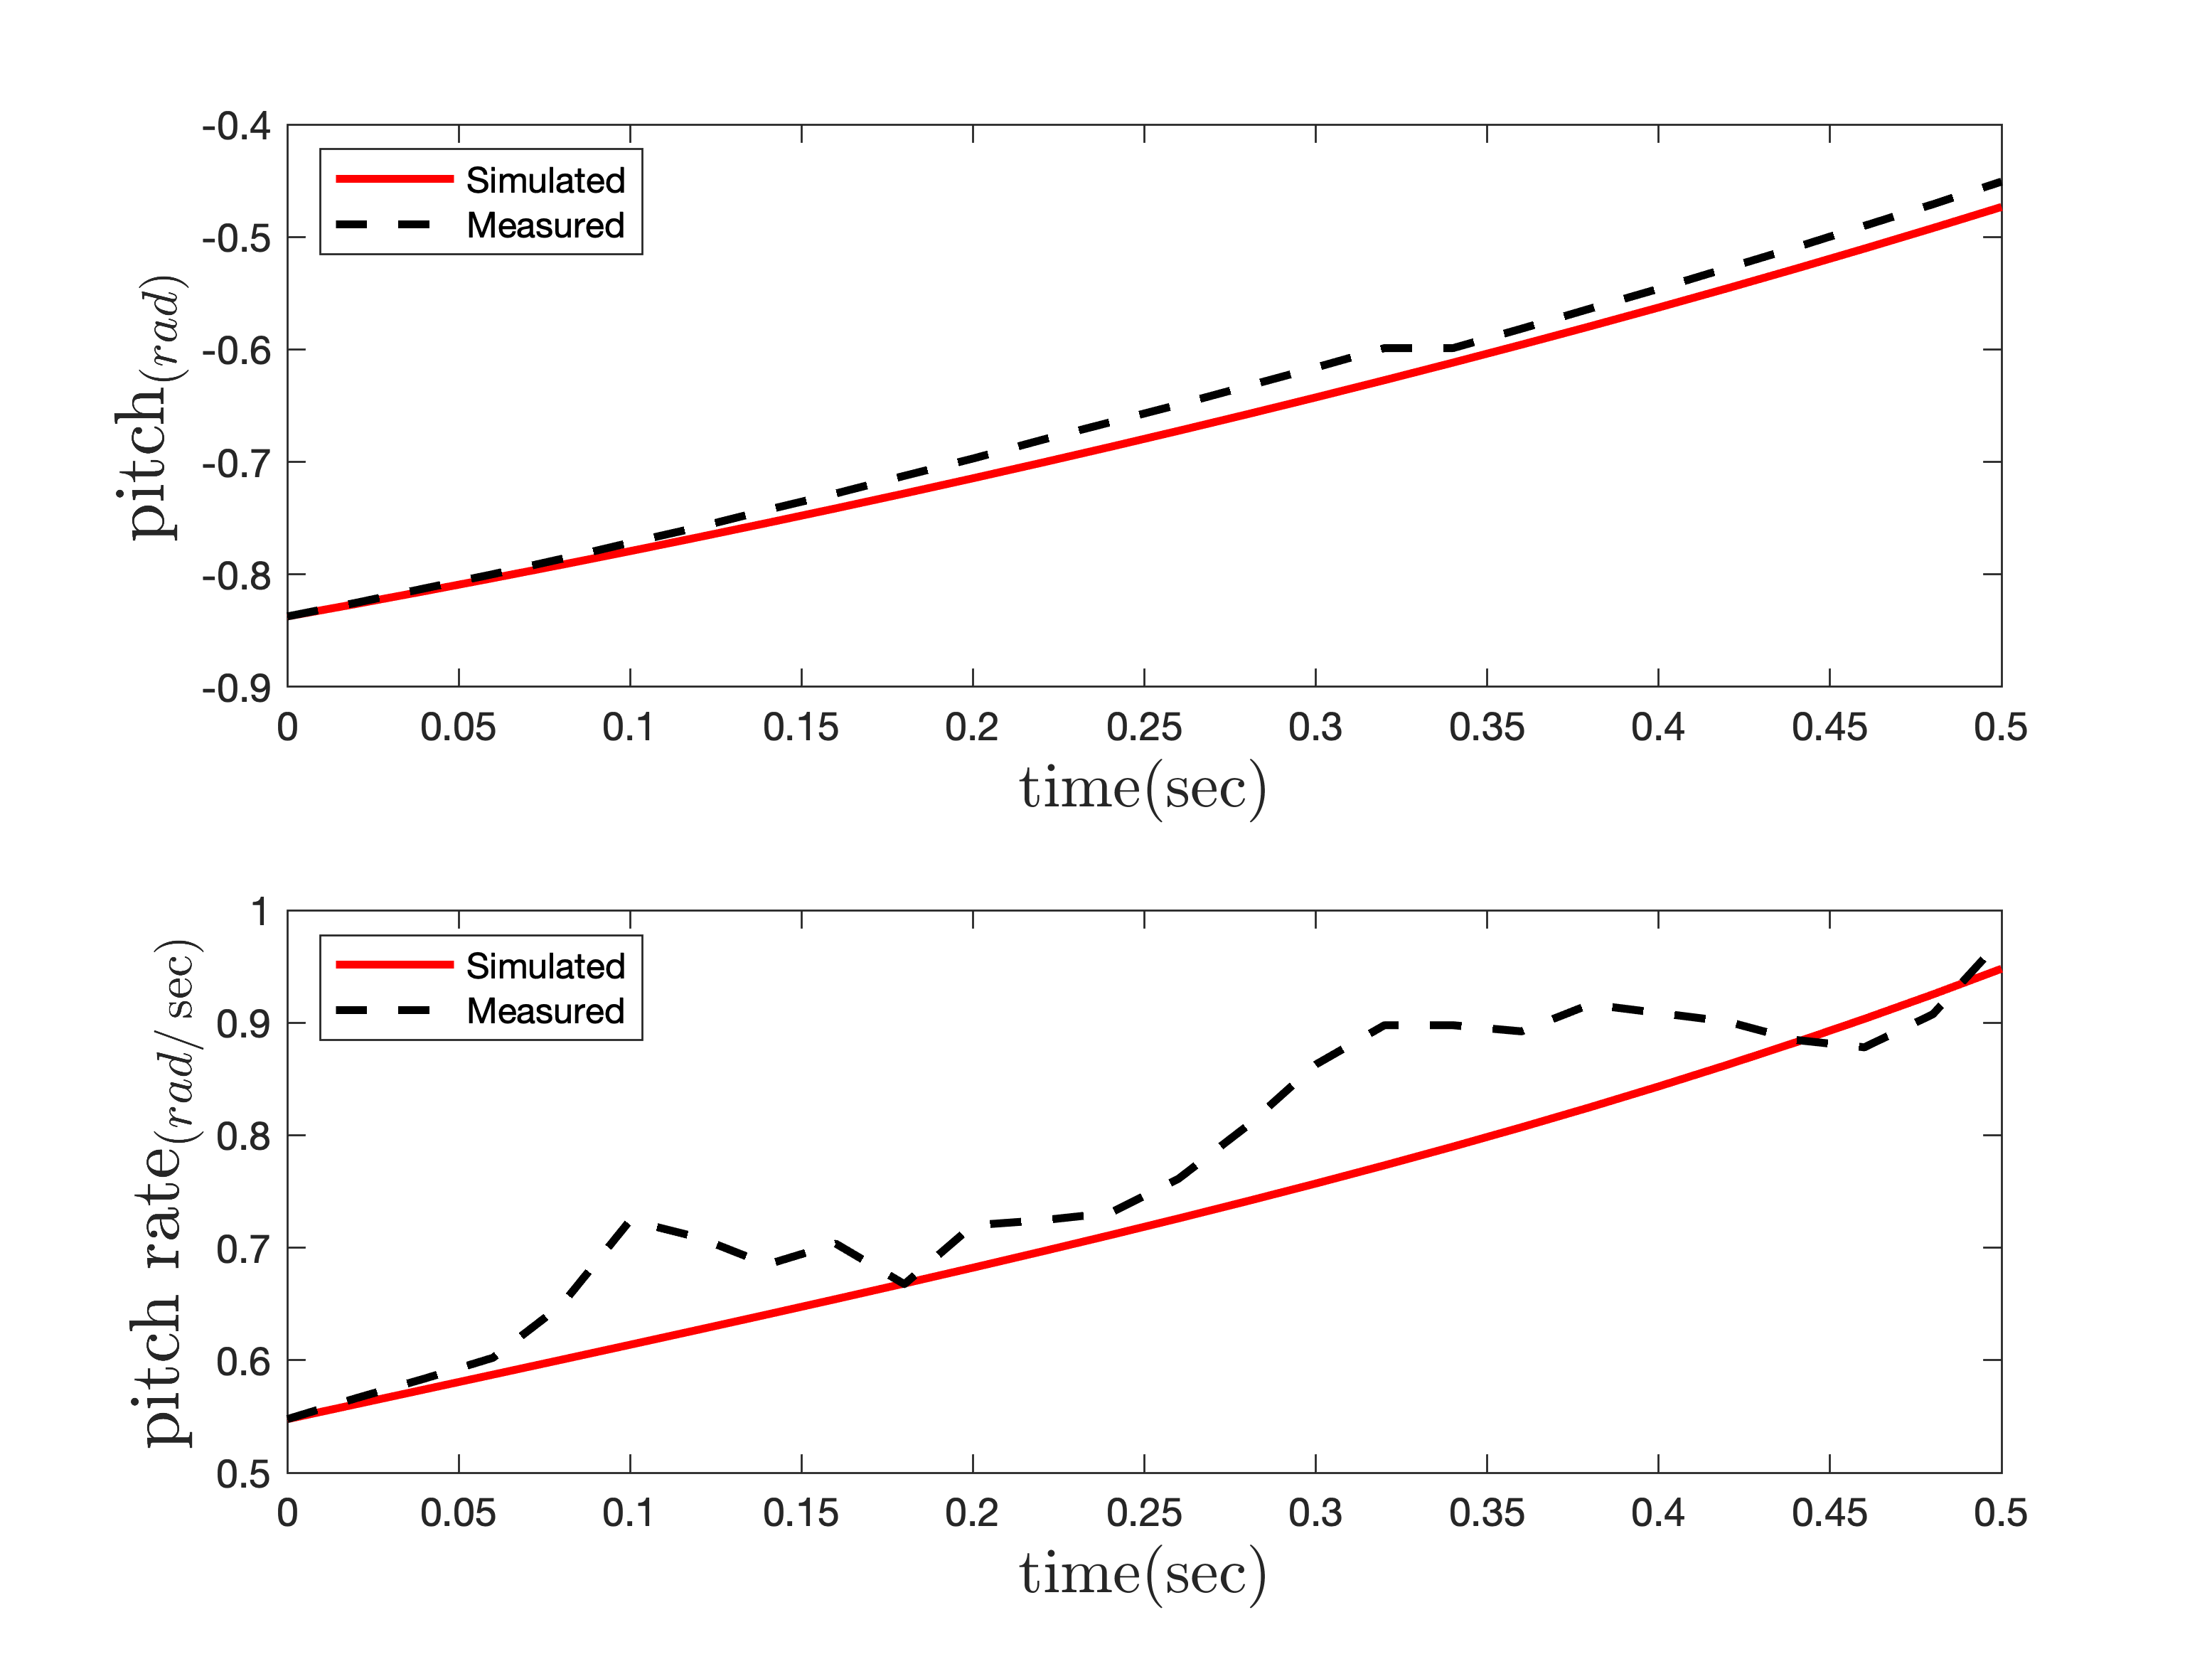 -0.4
Simulated
Measured
-0.5
-0.6
-0.7
-0.8
-0.9
pitch(rad)
0 0.05 0.1 0.15 0.2 0.25 0.3 0.35 0.4 0.45 0.5
time(sec)
1
Simulated
Measured
0.9
0.8
0.7
0.6
0.5
pitch rate(rad/sec)
0 0.05 0.1 0.15 0.2 0.25 0.3 0.35 0.4 0.45 0.5
time(sec)